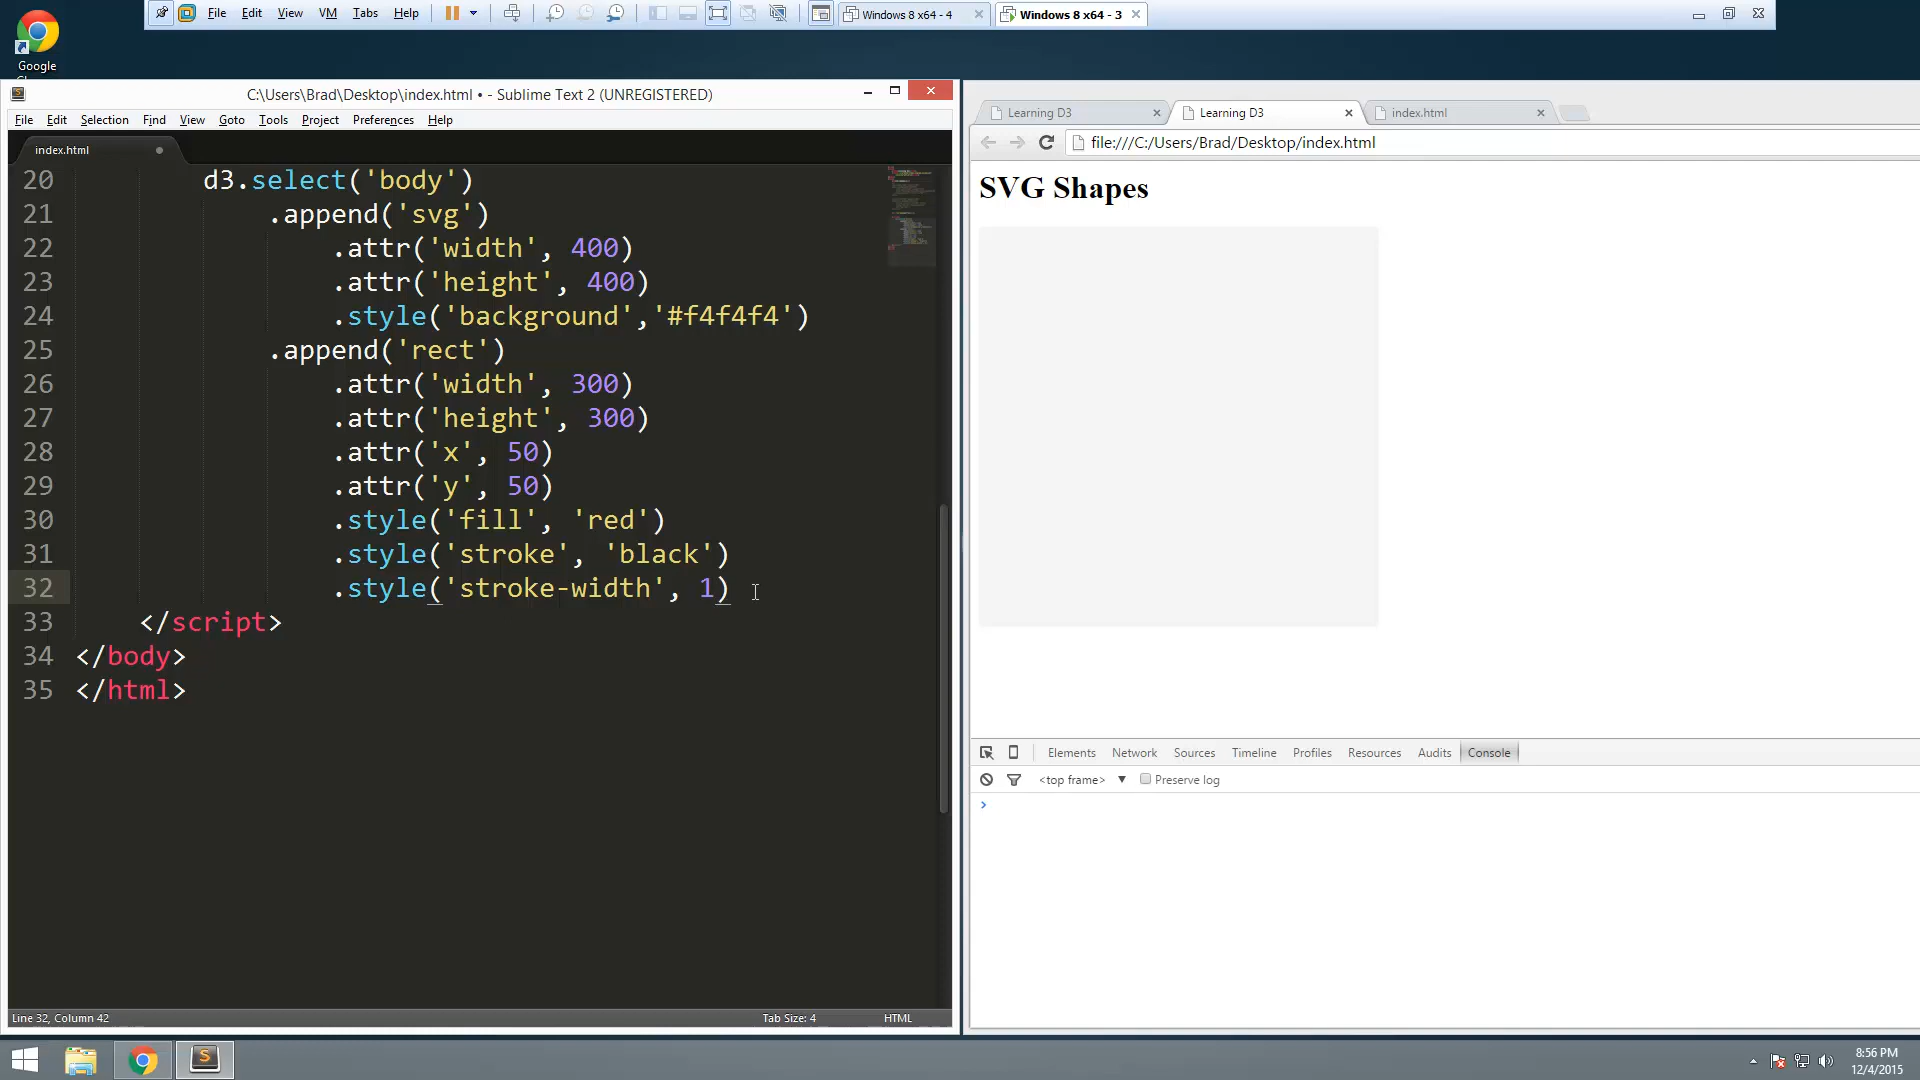 File Edit View VM Tabs Help
Windows 8 x64 - 4
Windows 8 x64 - 3
Google
C:\Users\Brad\Desktop\index.html • - Sublime Text 2 (UNREGISTERED)
File Edit Selection Find View Goto Tools Project Preferences Help
index.html
20 d3.select('body')
21 .append('svg')
22 .attr('width', 400)
23 .attr('height', 400)
24 .style('background','#f4f4f4')
25 .append('rect')
26 .attr('width', 300)
27 .attr('height', 300)
28 .attr('x', 50)
29 .attr('y', 50)
30 .style('fill', 'red')
31 .style('stroke', 'black')
32 .style('stroke-width', 1)
33 </script>
34 </body>
35 </html>
Line 32, Column 42
Tab Size: 4
HTML
Learning D3
Learning D3
index.html
file:///C:/Users/Brad/Desktop/index.html
SVG Shapes
Elements Network Sources Timeline Profiles Resources Audits Console
<top frame> ▼ Preserve log
>
8:56 PM
12/4/2015